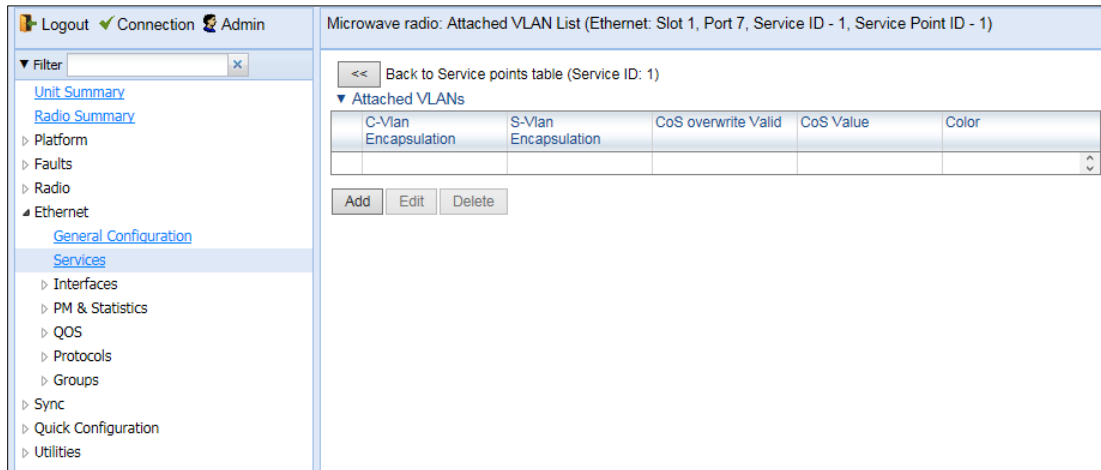 Logout Connection Admin
Microwave radio: Attached VLAN List (Ethernet: Slot 1, Port 7, Service ID - 1, Service Point ID - 1)
Filter
Unit Summary
Radio Summary
Platform
Faults
Radio
Ethernet
General Configuration
Services
Interfaces
PM & Statistics
QOS
Protocols
Groups
Sync
Quick Configuration
Utilities
<< Back to Service points table (Service ID: 1)
Attached VLANs
C-Vlan Encapsulation
S-Vlan Encapsulation
CoS overwrite Valid
CoS Value
Color
Add Edit Delete